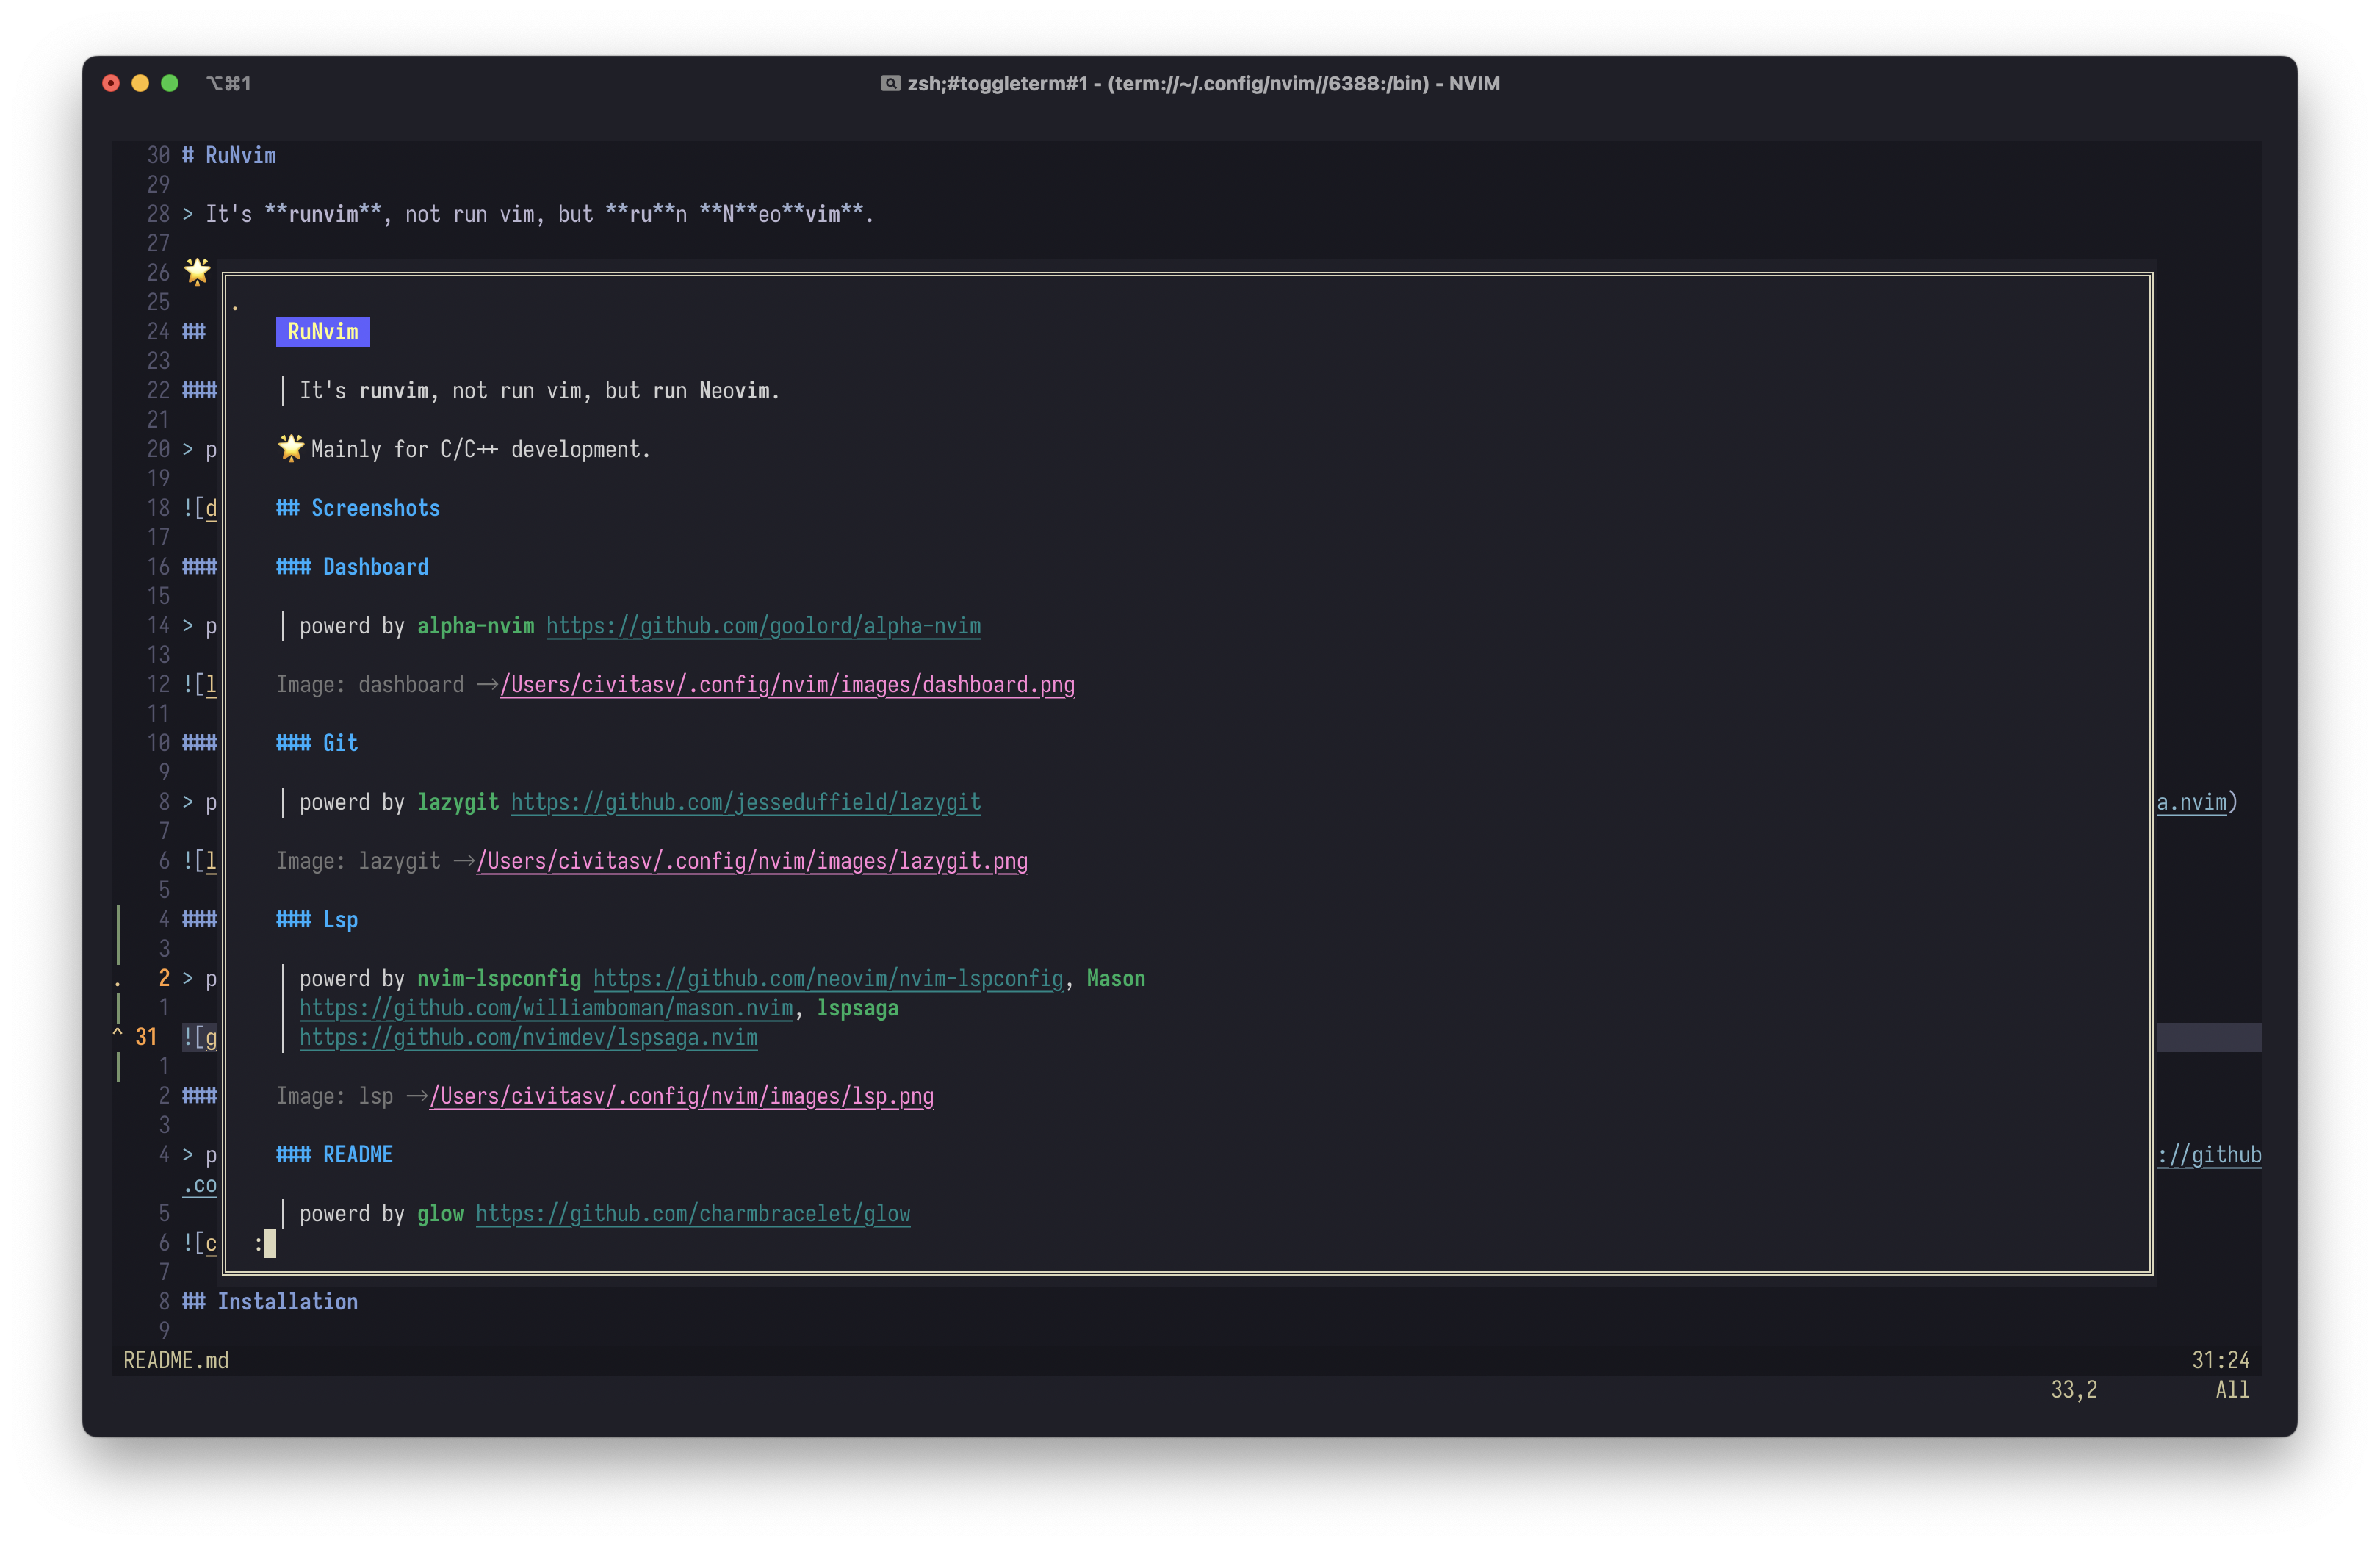 ⌥⌘1
zsh;#toggleterm#1 - (term://~/.config/nvim//6388:/bin) - NVIM
30 # RuNvim
29
28 > It's **runvim**, not run vim, but **ru**n **N**eo**vim**.
27
26 🌟
25 .
24 ## RuNvim
23
22 ### │ It's runvim, not run vim, but run Neovim.
21
20 > p 🌟 Mainly for C/C++ development.
19
18 ![d ## Screenshots
17
16 ### ### Dashboard
15
14 > p │ powerd by alpha-nvim https://github.com/goolord/alpha-nvim
13
12 ![l Image: dashboard →/Users/civitasv/.config/nvim/images/dashboard.png
11
10 ### ### Git
9
8 > p │ powerd by lazygit https://github.com/jesseduffield/lazygit a.nvim)
7
6 ![l Image: lazygit →/Users/civitasv/.config/nvim/images/lazygit.png
5
4 ### ### Lsp
3
. 2 > p │ powerd by nvim-lspconfig https://github.com/neovim/nvim-lspconfig, Mason
1 │ https://github.com/williamboman/mason.nvim, lspsaga
^ 31 ![g │ https://github.com/nvimdev/lspsaga.nvim
1
2 ### Image: lsp →/Users/civitasv/.config/nvim/images/lsp.png
3
4 > p ### README ://github
.co
5 │ powerd by glow https://github.com/charmbracelet/glow
6 ![c :
7
8 ## Installation
9
README.md 31:24
33,2 All